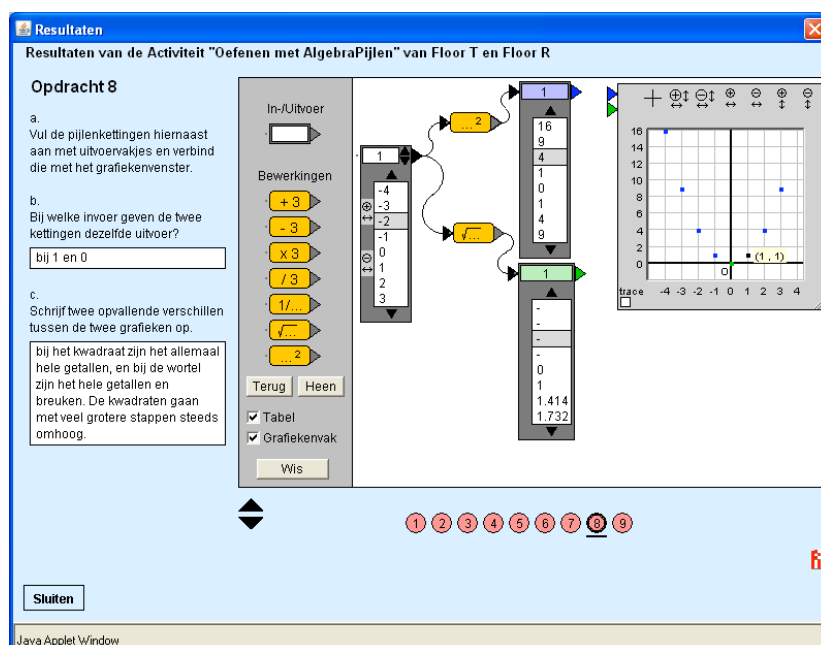 Resultaten
Resultaten van de Activiteit "Oefenen met AlgebraPijlen" van Floor T en Floor R
Opdracht 8
a.
Vul de pijlenkettingen hiernaast
aan met uitvoervakjes en verbind
die met het grafiekenvenster.
b.
Bij welke invoer geven de twee
kettingen dezelfde uitvoer?
bij 1 en 0
c.
Schrijf twee opvallende verschillen
tussen de twee grafieken op.
bij het kwadraat zijn het allemaal
hele getallen, en bij de wortel
zijn het hele getallen en
breuken. De kwadraten gaan
met veel grotere stappen steeds
omhoog.
In-/Uitvoer
Bewerkingen
+ 3
- 3
x 3
/ 3
1/...
√...
...²
Terug Heen
Tabel
Grafiekenvak
Wis
1
-4
-3
-2
-1
0
1
2
3
...²
√...
1
16
9
4
1
0
1
4
9
1
-
-
-
-
0
1
1.414
1.732
16
14
12
10
8
6
4
2
0
(1 , 1)
O
trace
-4 -3 -2 -1 0 1 2 3 4
1 2 3 4 5 6 7 8 9
Sluiten
Java Applet Window